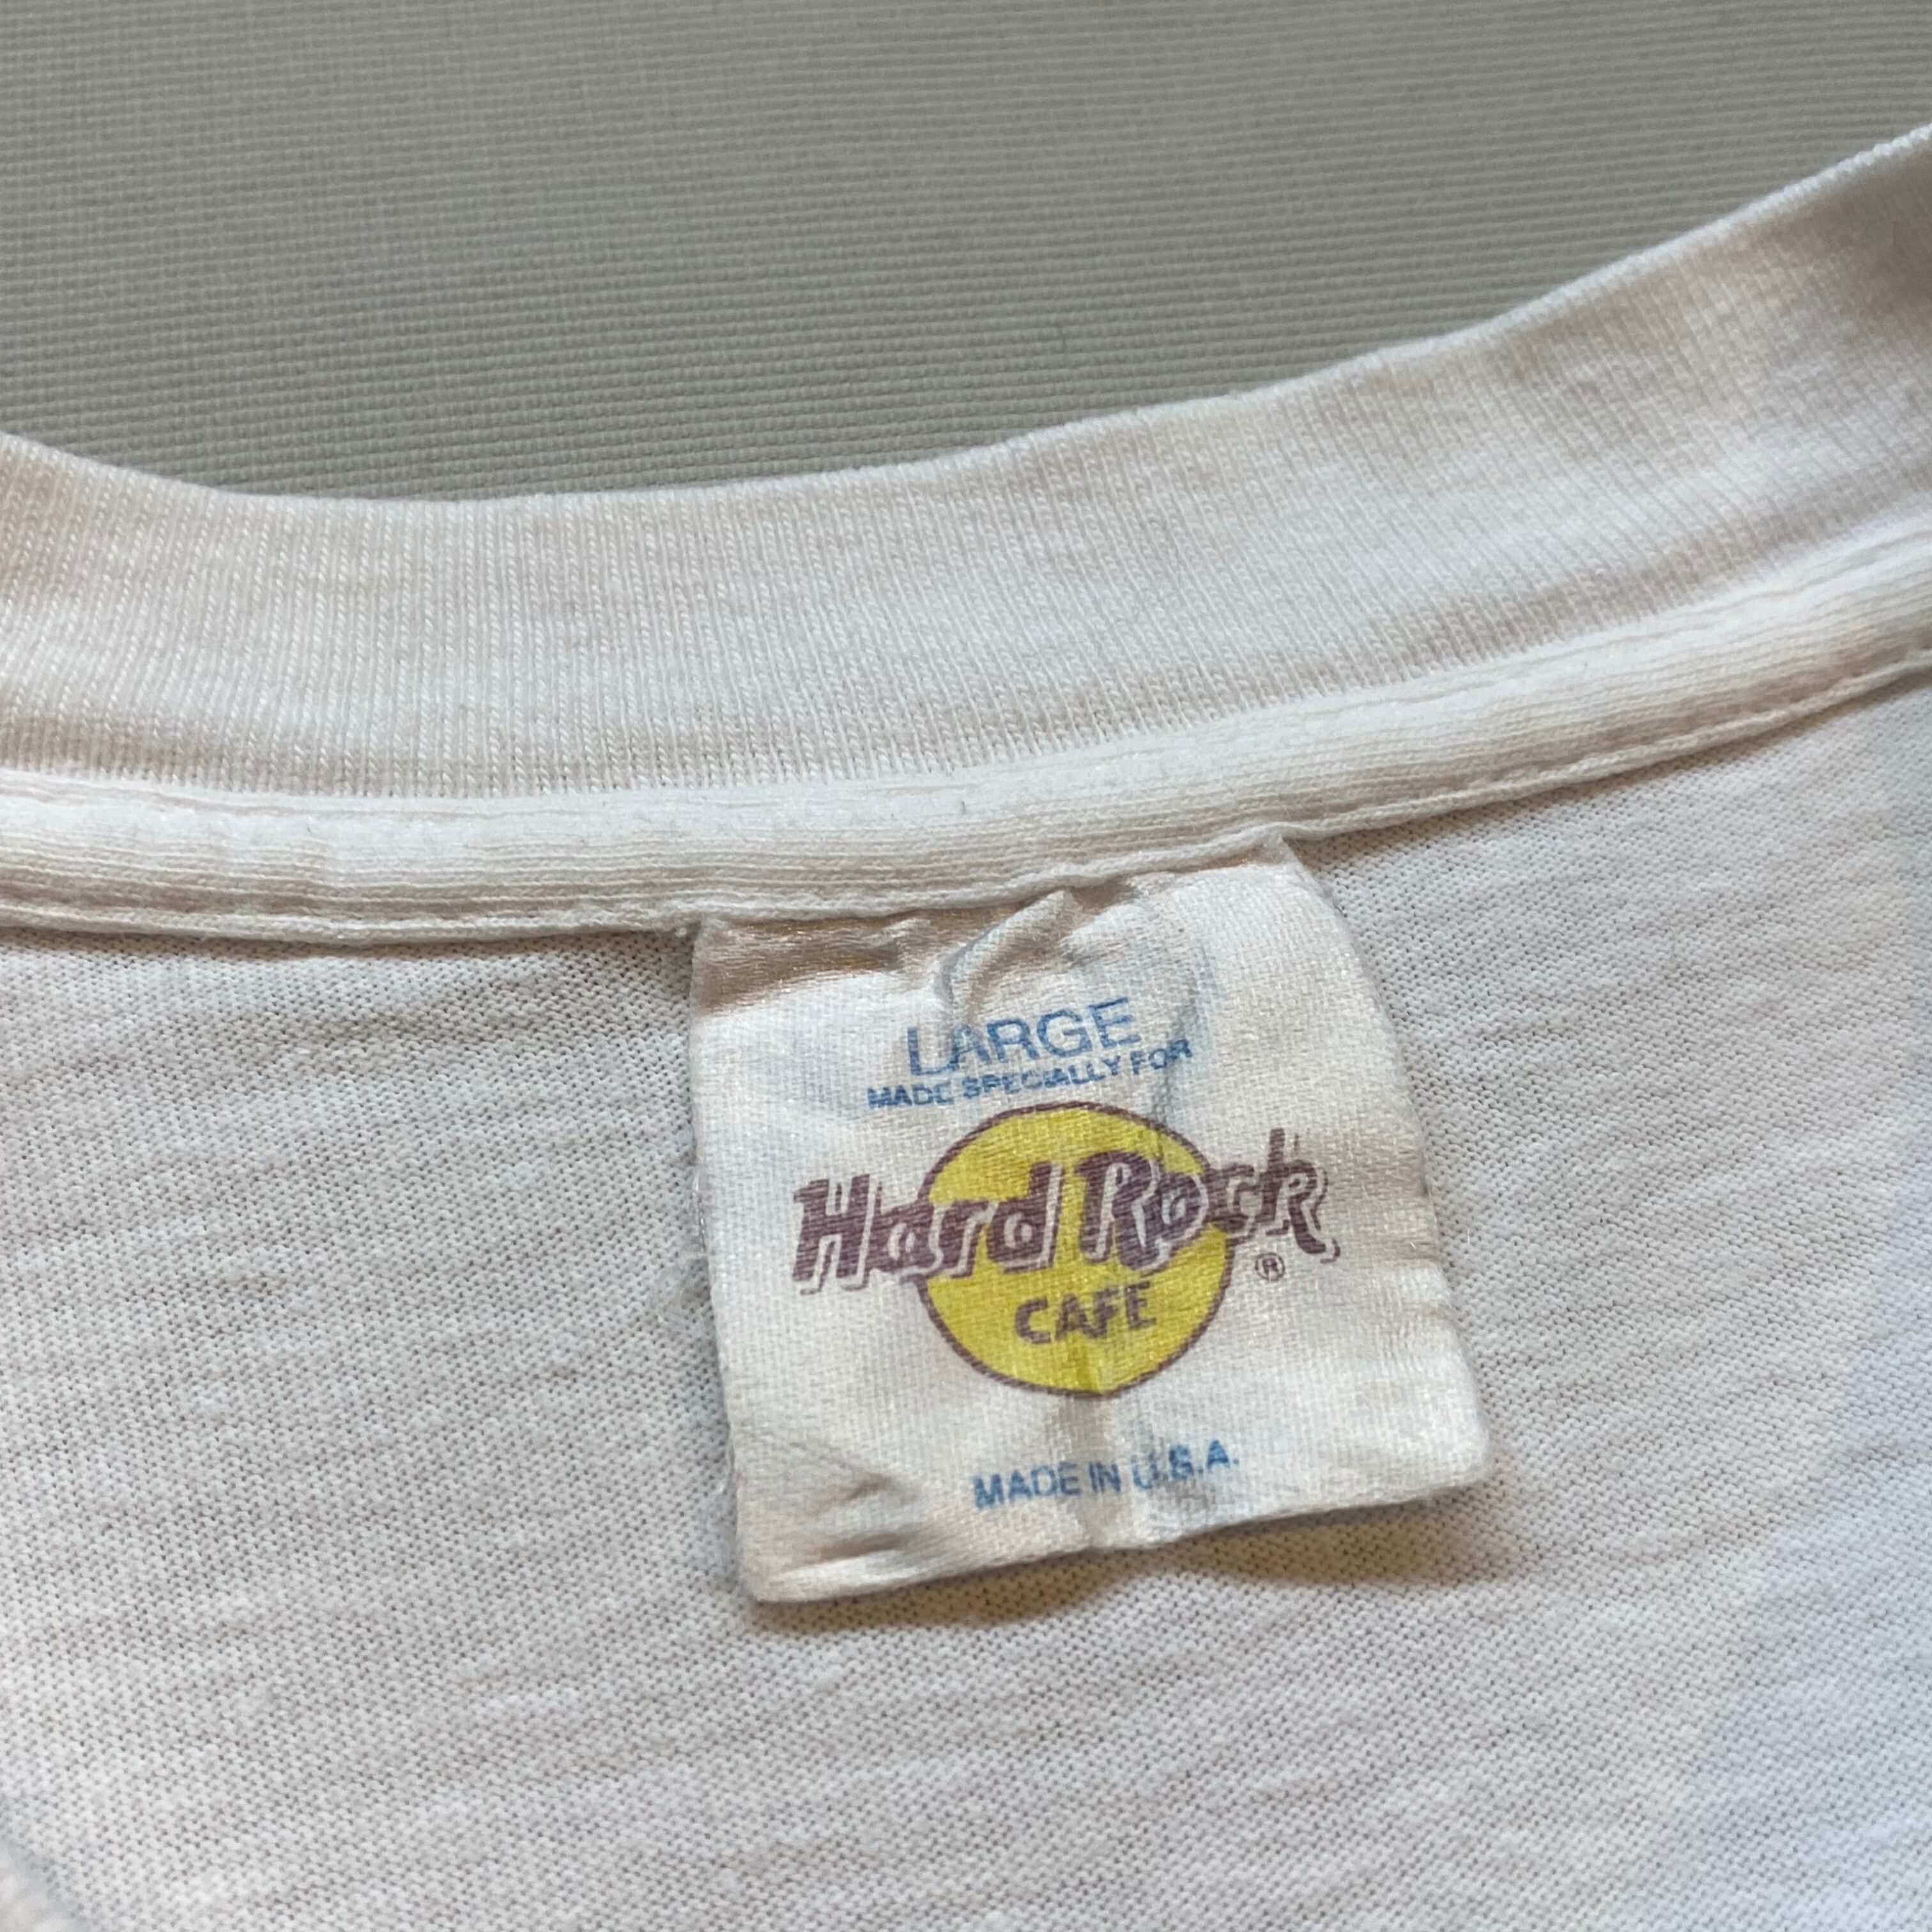 LARGE
MADE SPECIALLY FOR
Hard Rock
CAFE
®
MADE IN U.S.A.